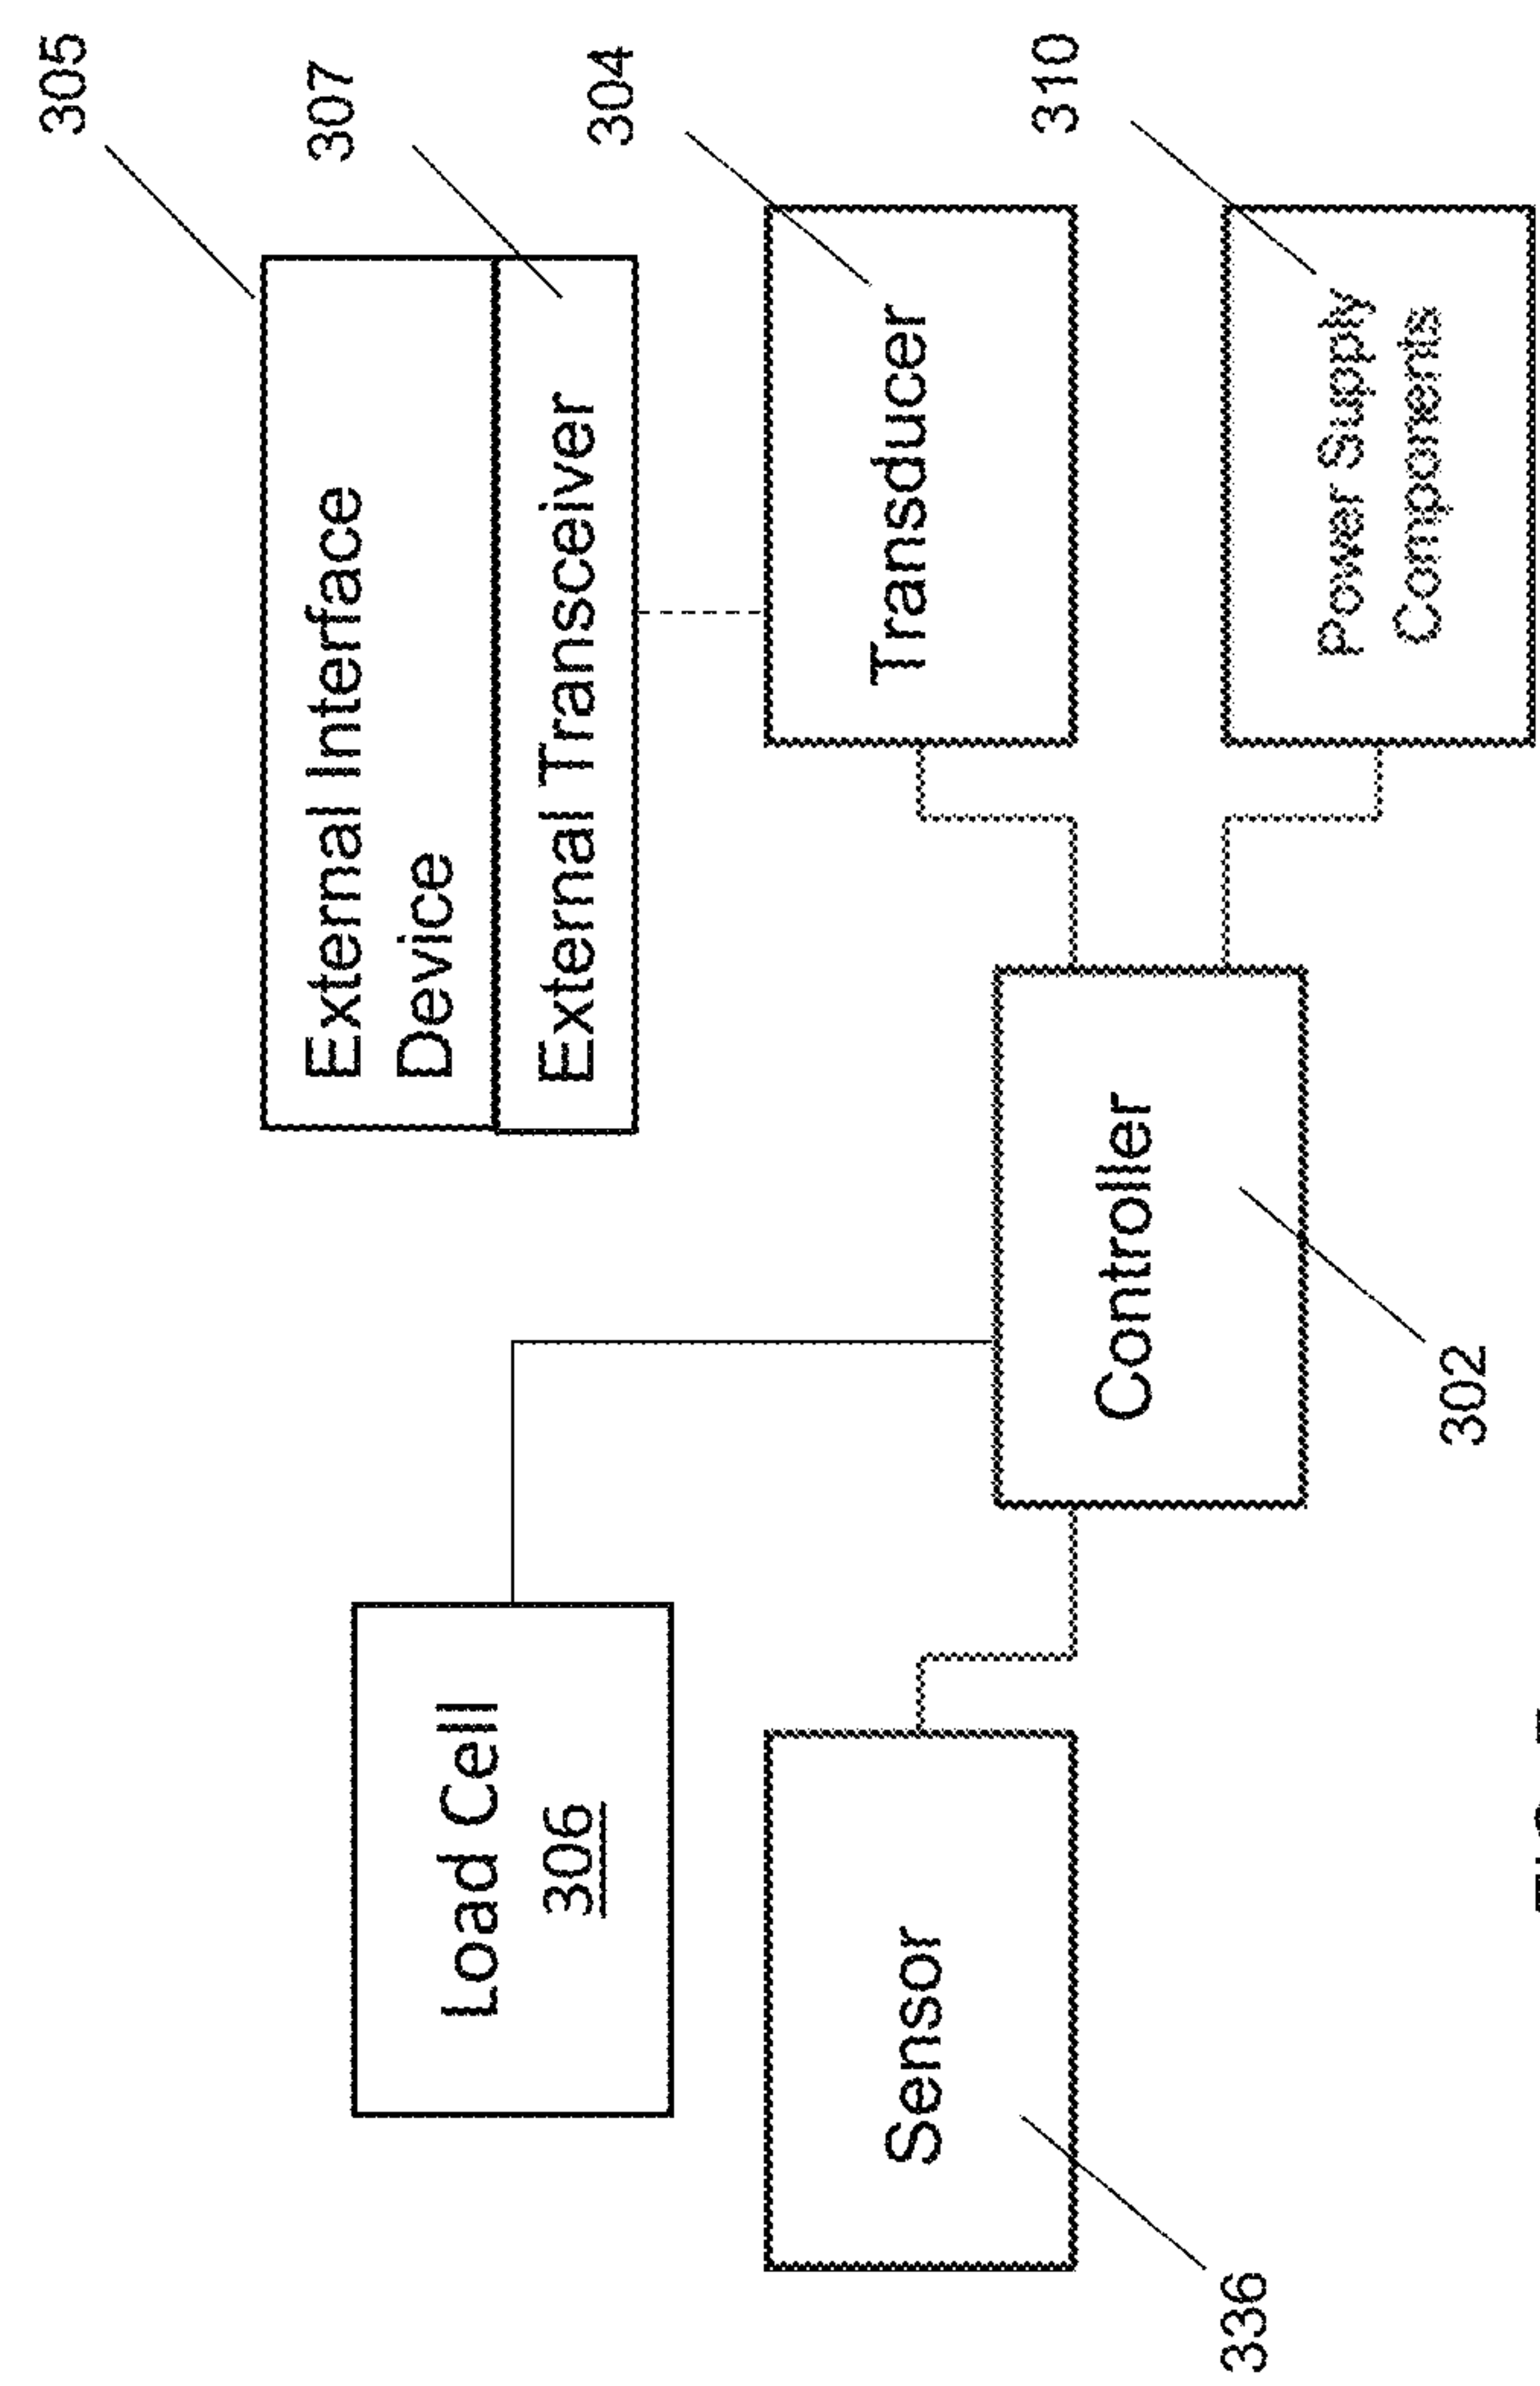 305
External Interface
Device
307
External Transceiver
304
Transducer
310
Power Supply
Components
Load Cell
306
Controller
302
Sensor
336